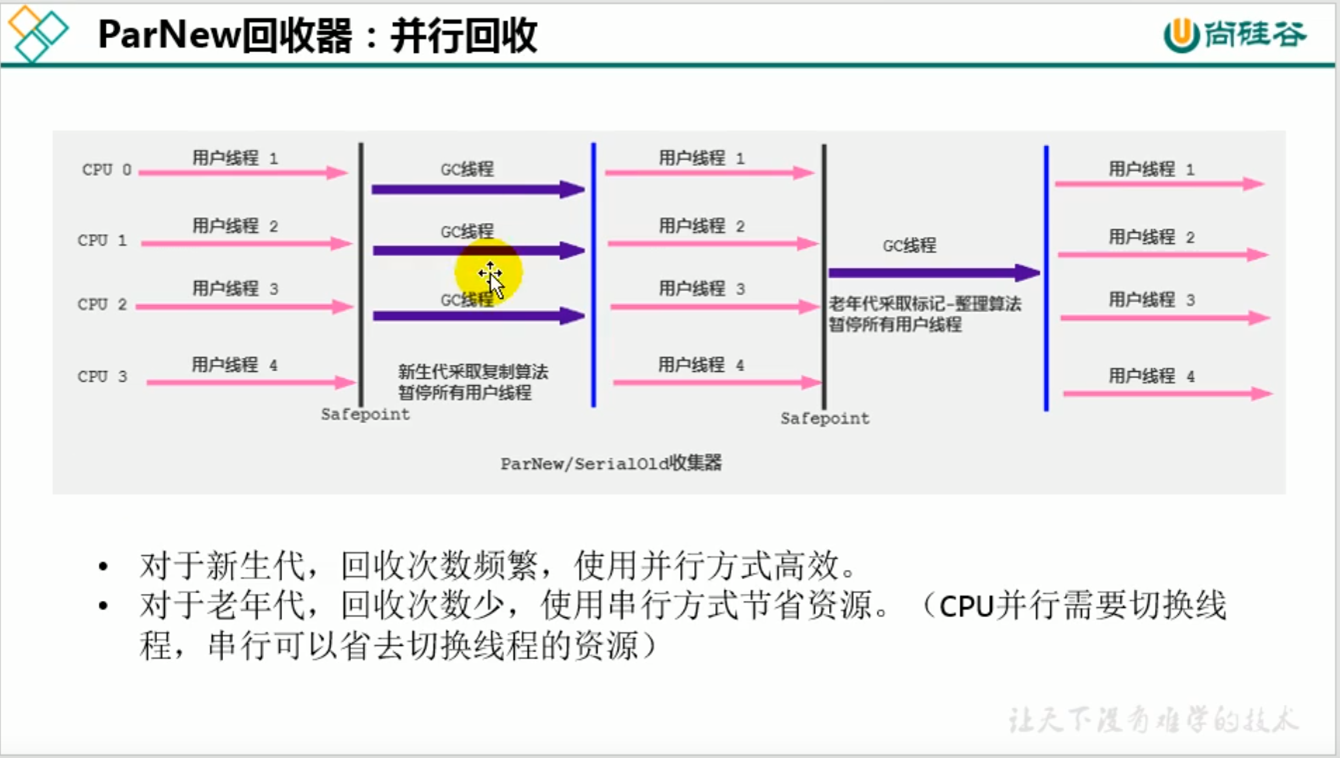 ParNew回收器：并行回收
尚硅谷
CPU 0
用户线程 1
GC线程
用户线程 1
用户线程 1
CPU 1
用户线程 2
GC线程
用户线程 2
GC线程
用户线程 2
CPU 2
用户线程 3
GC线程
用户线程 3
老年代采取标记-整理算法
暂停所有用户线程
用户线程 3
CPU 3
用户线程 4
新生代采取复制算法
暂停所有用户线程
用户线程 4
用户线程 4
Safepoint
Safepoint
ParNew/SerialOld收集器
• 对于新生代，回收次数频繁，使用并行方式高效。
• 对于老年代，回收次数少，使用串行方式节省资源。（CPU并行需要切换线
程，串行可以省去切换线程的资源）
让天下没有难学的技术